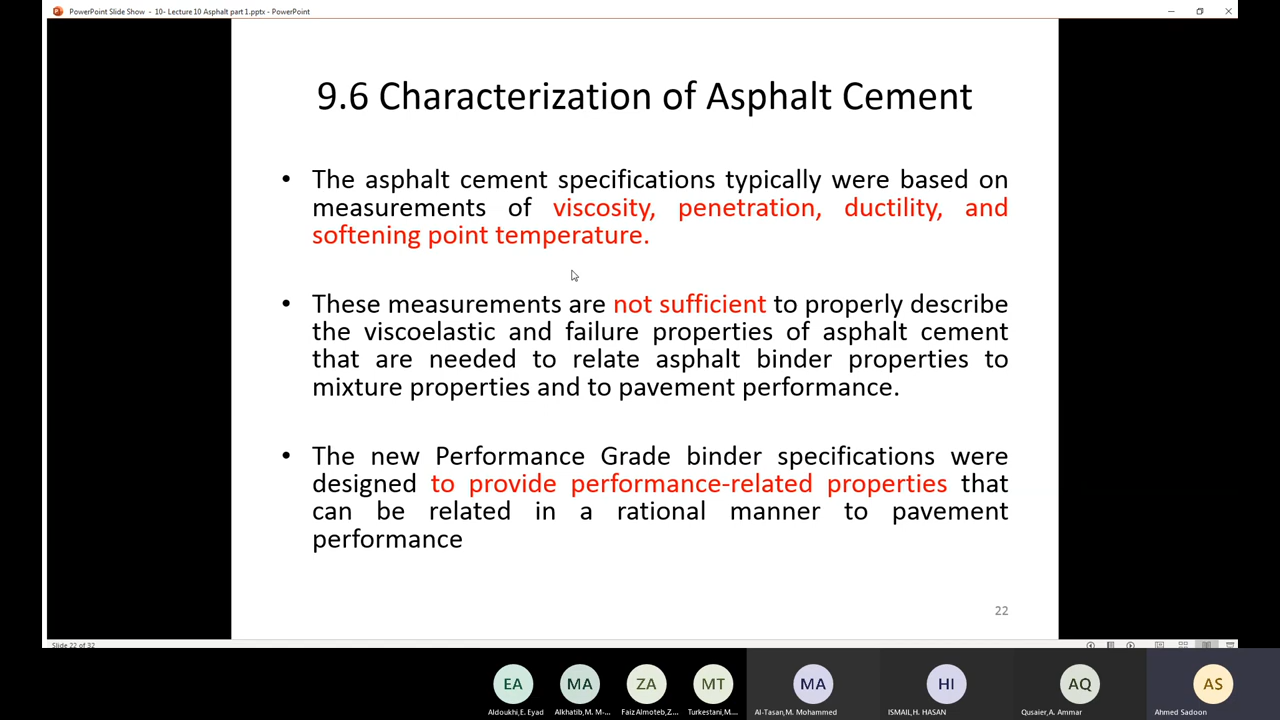 PowerPoint Slide Show - 10- Lecture 10 Asphalt part 1.pptx - PowerPoint
9.6 Characterization of Asphalt Cement
• The asphalt cement specifications typically were based on
measurements of viscosity, penetration, ductility, and
softening point temperature.
• These measurements are not sufficient to properly describe
the viscoelastic and failure properties of asphalt cement
that are needed to relate asphalt binder properties to
mixture properties and to pavement performance.
• The new Performance Grade binder specifications were
designed to provide performance-related properties that
can be related in a rational manner to pavement
performance
22
Slide 22 of 32
EA MA ZA MT MA HI AQ AS
Aldoukhi,E. Eyad Alkhatib,M. M-... Faiz Almoteb,Z... Turkestani,M.... Al-Tasan,M. Mohammed ISMAIL,H. HASAN Qusaier,A. Ammar Ahmed Sadoon